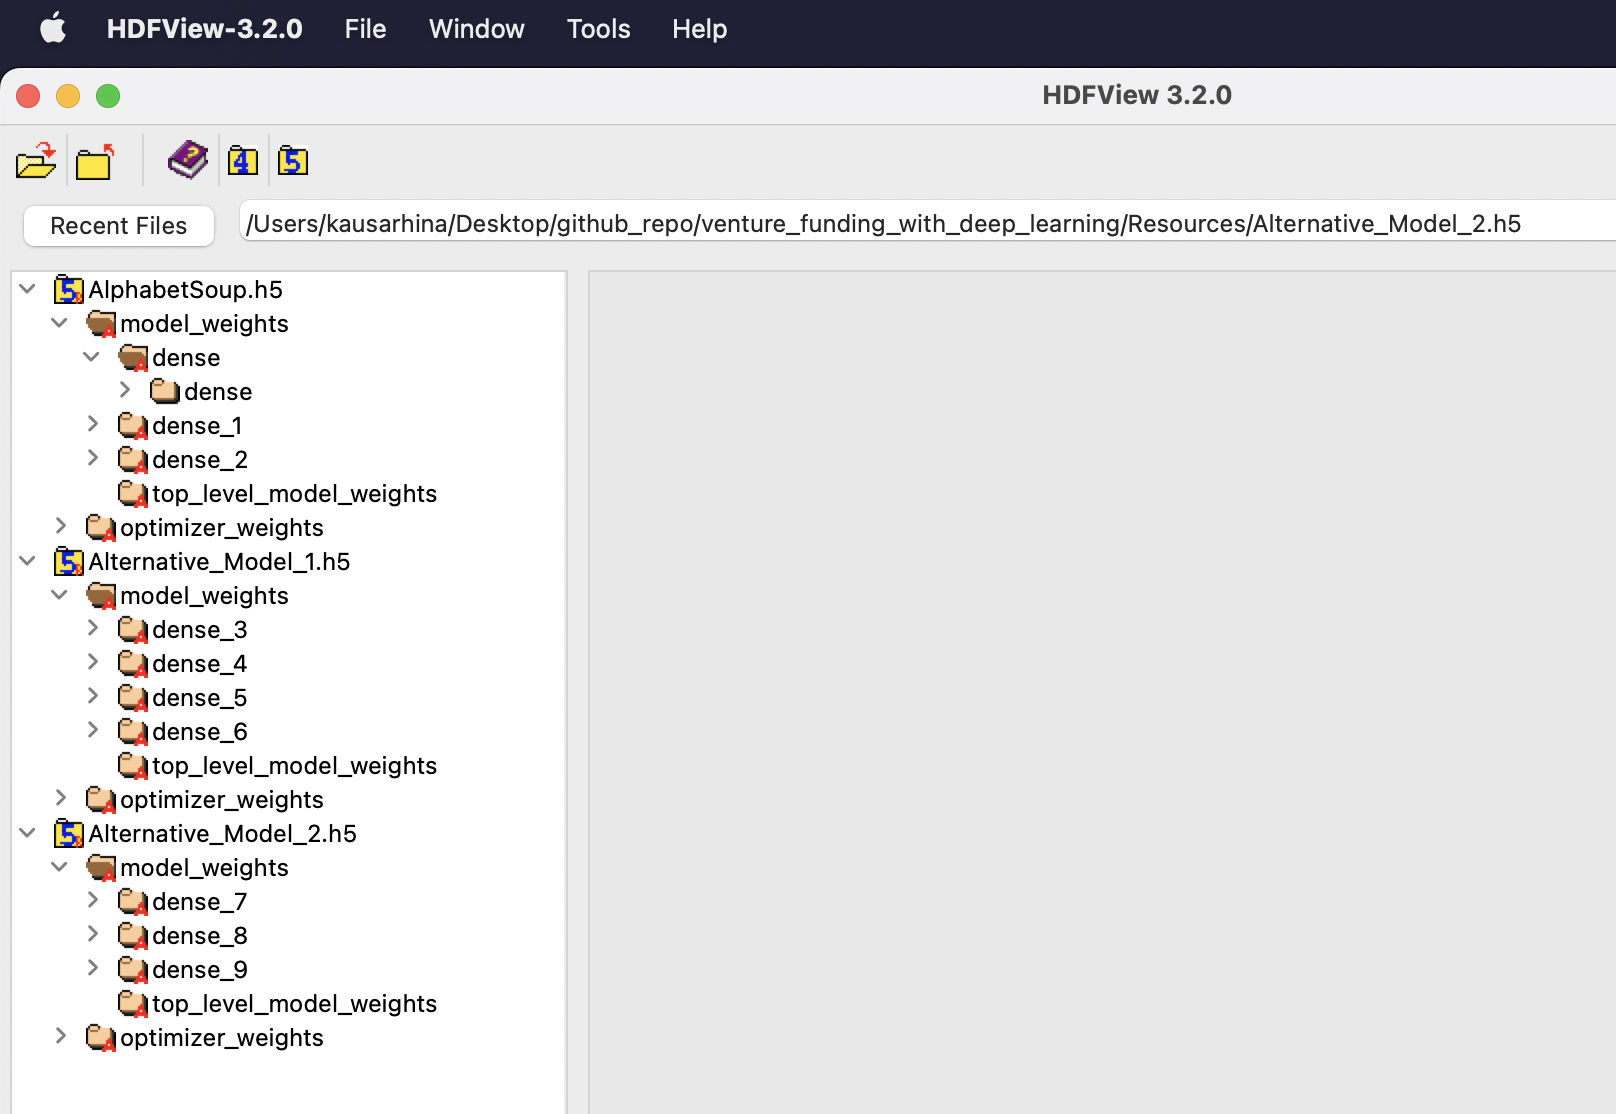 HDFView-3.2.0 File Window Tools Help
HDFView 3.2.0
? 4 5
Recent Files /Users/kausarhina/Desktop/github_repo/venture_funding_with_deep_learning/Resources/Alternative_Model_2.h5
AlphabetSoup.h5
model_weights
dense
dense
dense_1
dense_2
top_level_model_weights
optimizer_weights
Alternative_Model_1.h5
model_weights
dense_3
dense_4
dense_5
dense_6
top_level_model_weights
optimizer_weights
Alternative_Model_2.h5
model_weights
dense_7
dense_8
dense_9
top_level_model_weights
optimizer_weights